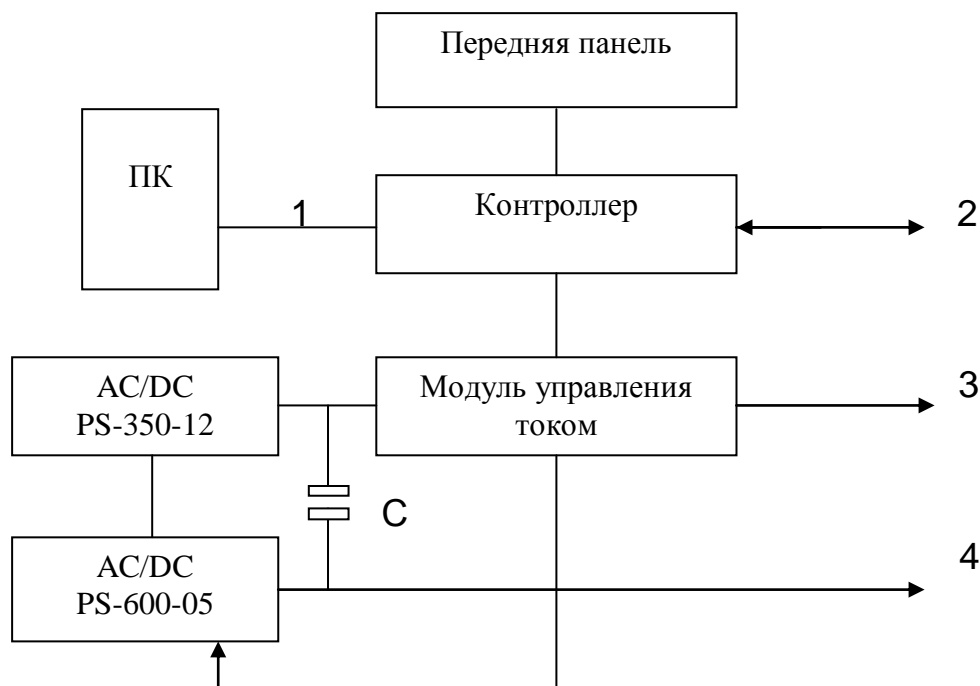 Передняя панель
ПК
1
Контроллер
2
AC/DC
PS-350-12
Модуль управления
током
3
C
AC/DC
PS-600-05
4